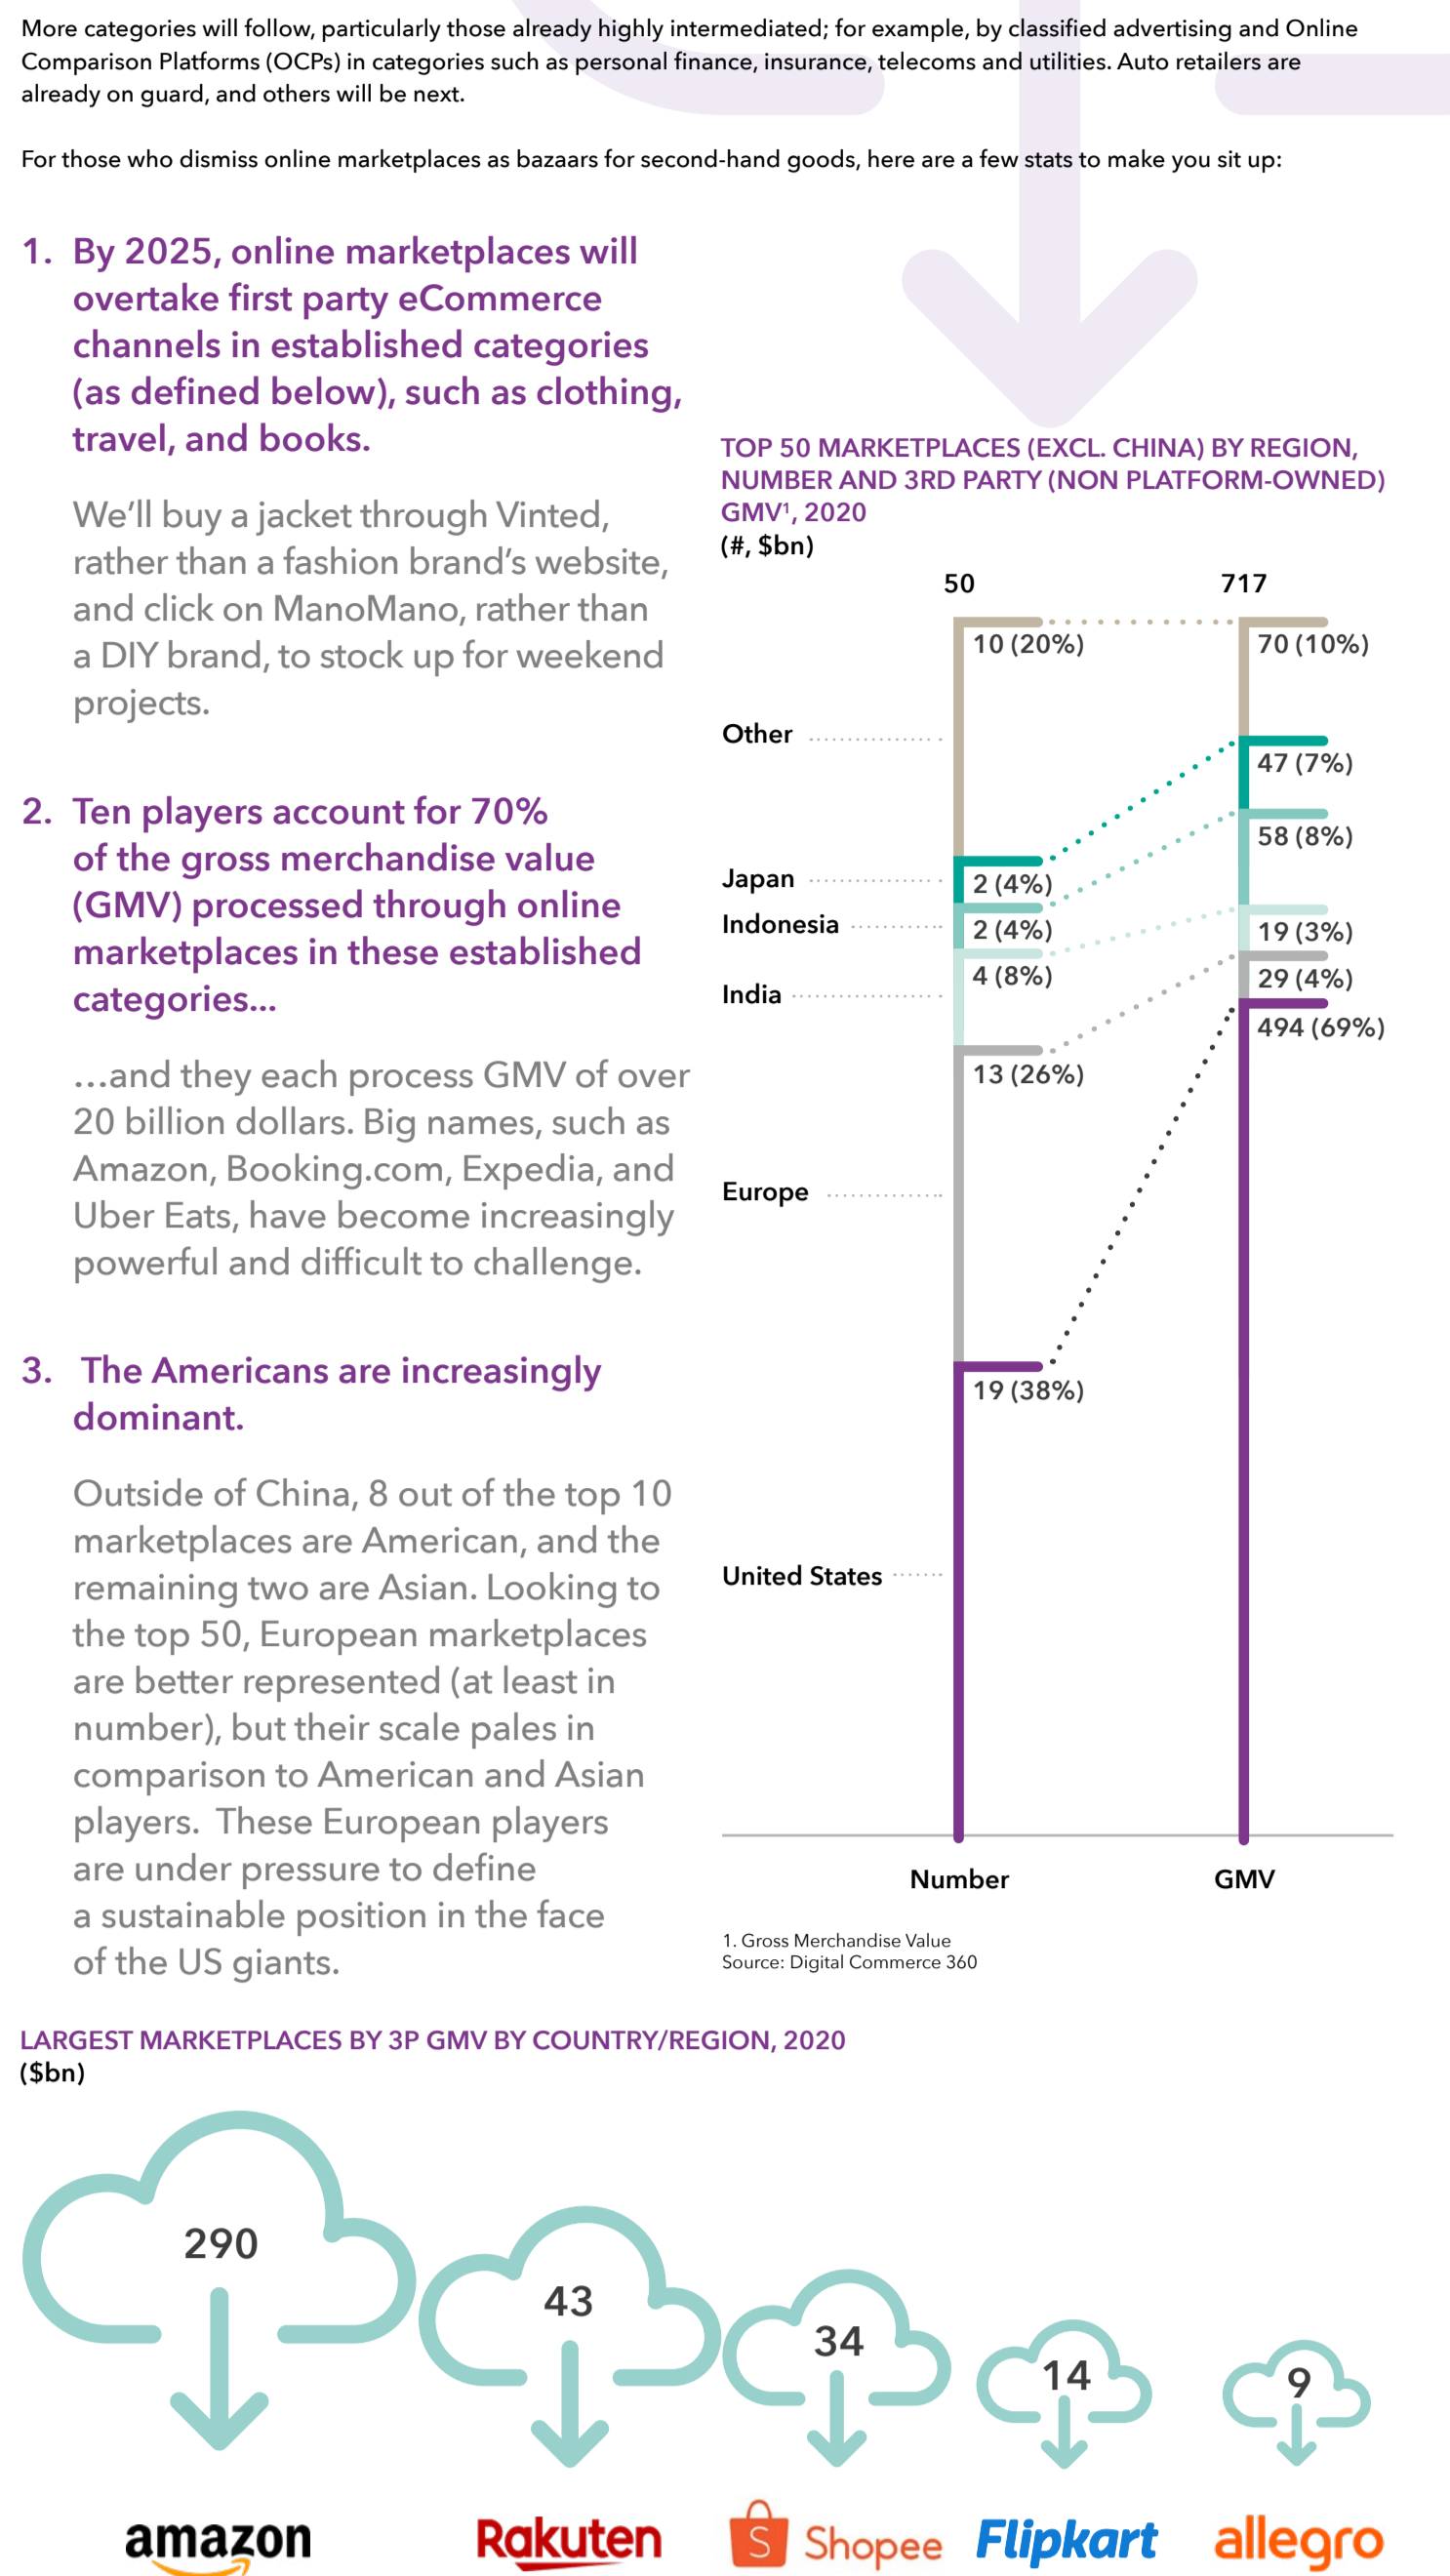 More categories will follow, particularly those already highly intermediated; for example, by classified advertising and Online
Comparison Platforms (OCPs) in categories such as personal finance, insurance, telecoms and utilities. Auto retailers are
already on guard, and others will be next.
For those who dismiss online marketplaces as bazaars for second-hand goods, here are a few stats to make you sit up:
1. By 2025, online marketplaces will
overtake first party eCommerce
channels in established categories
(as defined below), such as clothing,
travel, and books.
We’ll buy a jacket through Vinted,
rather than a fashion brand’s website,
and click on ManoMano, rather than
a DIY brand, to stock up for weekend
projects.
2. Ten players account for 70%
of the gross merchandise value
(GMV) processed through online
marketplaces in these established
categories...
...and they each process GMV of over
20 billion dollars. Big names, such as
Amazon, Booking.com, Expedia, and
Uber Eats, have become increasingly
powerful and difficult to challenge.
3. The Americans are increasingly
dominant.
Outside of China, 8 out of the top 10
marketplaces are American, and the
remaining two are Asian. Looking to
the top 50, European marketplaces
are better represented (at least in
number), but their scale pales in
comparison to American and Asian
players. These European players
are under pressure to define
a sustainable position in the face
of the US giants.
TOP 50 MARKETPLACES (EXCL. CHINA) BY REGION,
NUMBER AND 3RD PARTY (NON PLATFORM-OWNED)
GMV¹, 2020
(#, $bn)
50 717
10 (20%) 70 (10%)
Other
47 (7%)
58 (8%)
Japan 2 (4%)
Indonesia 2 (4%) 19 (3%)
India 4 (8%) 29 (4%)
494 (69%)
13 (26%)
Europe
19 (38%)
United States
Number GMV
1. Gross Merchandise Value
Source: Digital Commerce 360
LARGEST MARKETPLACES BY 3P GMV BY COUNTRY/REGION, 2020
($bn)
290 43 34 14 9
amazon Rakuten S Shopee Flipkart allegro